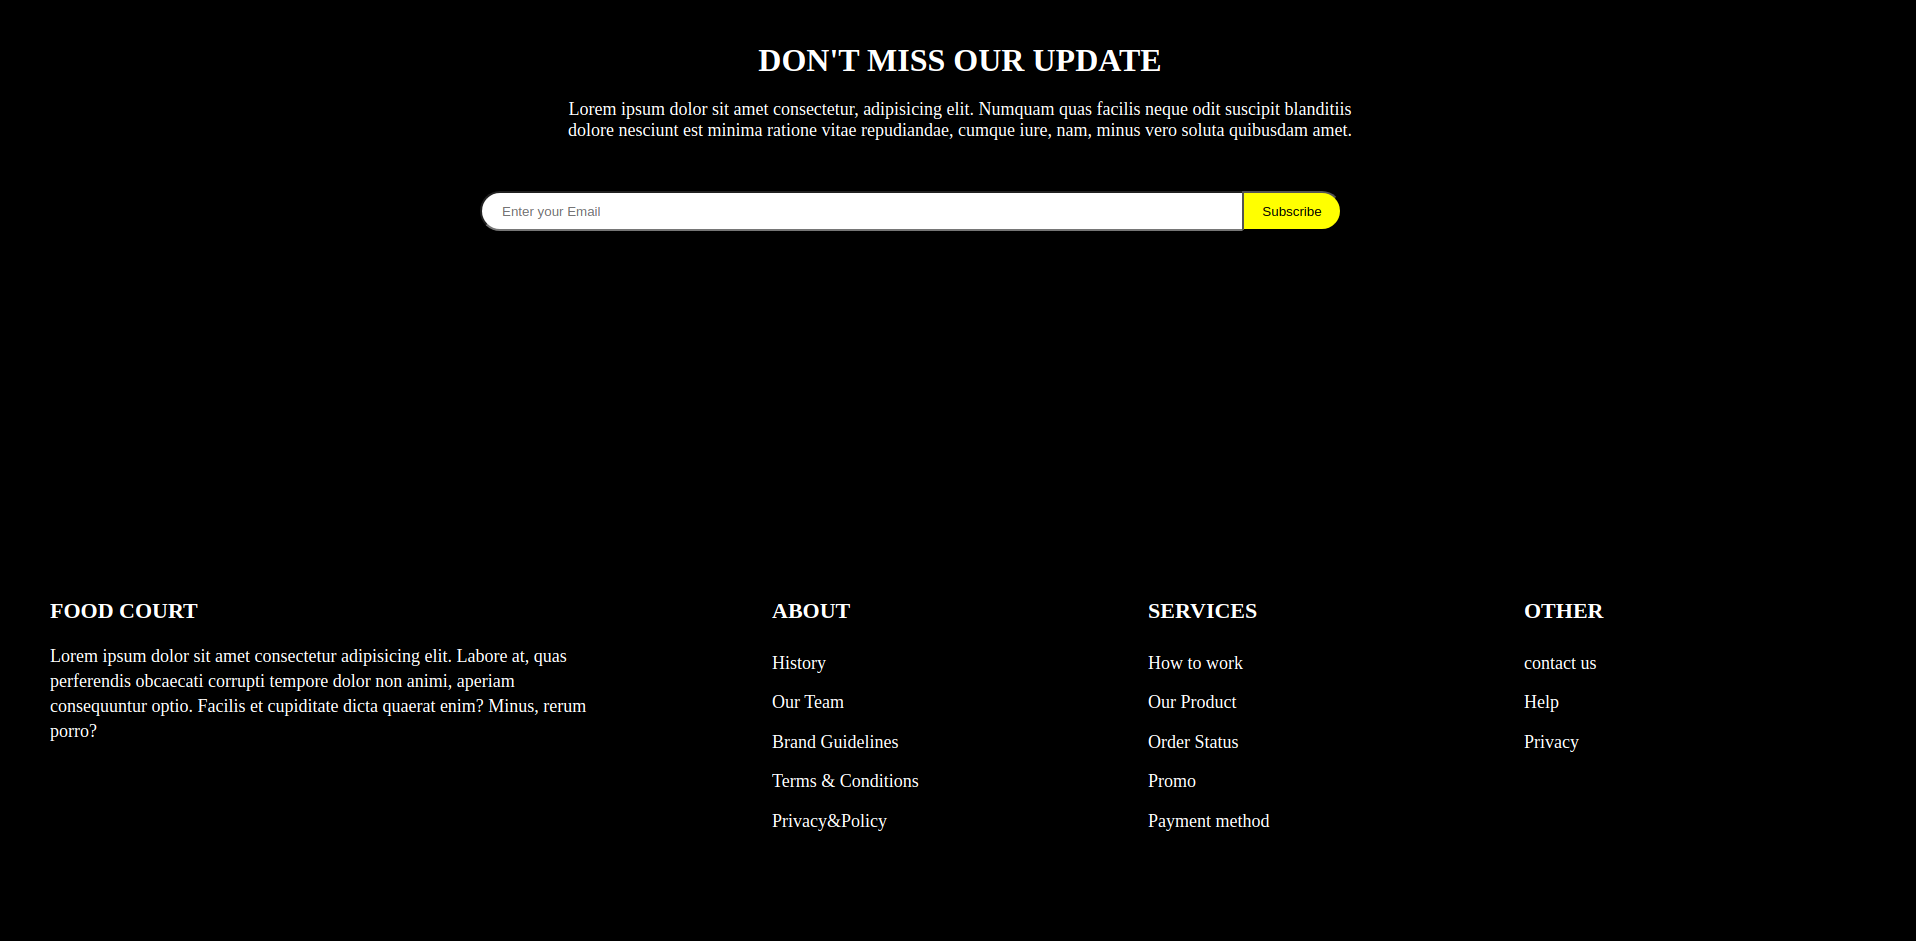 DON'T MISS OUR UPDATE
Lorem ipsum dolor sit amet consectetur, adipisicing elit. Numquam quas facilis neque odit suscipit blanditiis
dolore nesciunt est minima ratione vitae repudiandae, cumque iure, nam, minus vero soluta quibusdam amet.
Enter your Email
Subscribe
FOOD COURT
Lorem ipsum dolor sit amet consectetur adipisicing elit. Labore at, quas
perferendis obcaecati corrupti tempore dolor non animi, aperiam
consequuntur optio. Facilis et cupiditate dicta quaerat enim? Minus, rerum
porro?
ABOUT
History
Our Team
Brand Guidelines
Terms & Conditions
Privacy&Policy
SERVICES
How to work
Our Product
Order Status
Promo
Payment method
OTHER
contact us
Help
Privacy